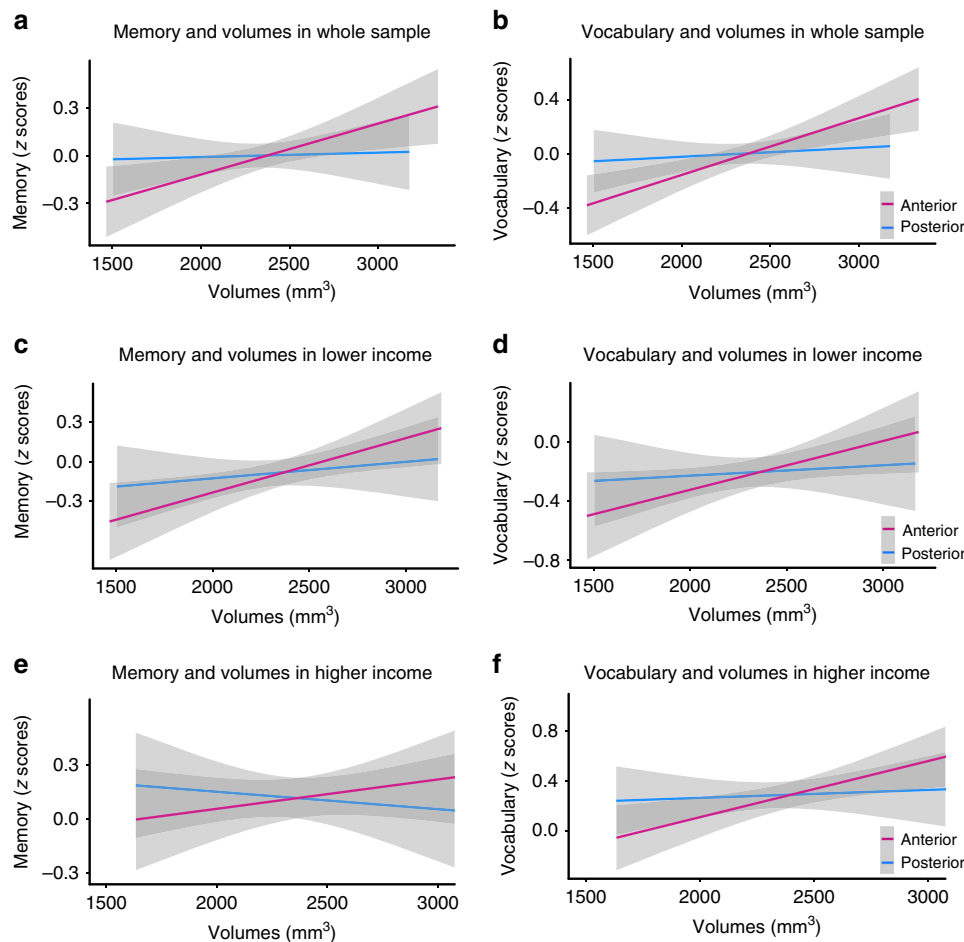 a
Memory and volumes in whole sample
Memory (z scores)
0.3
0.0
–0.3
1500 2000 2500 3000
Volumes (mm³)
b
Vocabulary and volumes in whole sample
Vocabulary (z scores)
0.4
0.0
–0.4
Anterior
Posterior
1500 2000 2500 3000
Volumes (mm³)
c
Memory and volumes in lower income
Memory (z scores)
0.3
0.0
–0.3
1500 2000 2500 3000
Volumes (mm³)
d
Vocabulary and volumes in lower income
Vocabulary (z scores)
0.0
–0.4
–0.8
Anterior
Posterior
1500 2000 2500 3000
Volumes (mm³)
e
Memory and volumes in higher income
Memory (z scores)
0.3
0.0
–0.3
1500 2000 2500 3000
Volumes (mm³)
f
Vocabulary and volumes in higher income
Vocabulary (z scores)
0.8
0.4
0.0
Anterior
Posterior
1500 2000 2500 3000
Volumes (mm³)